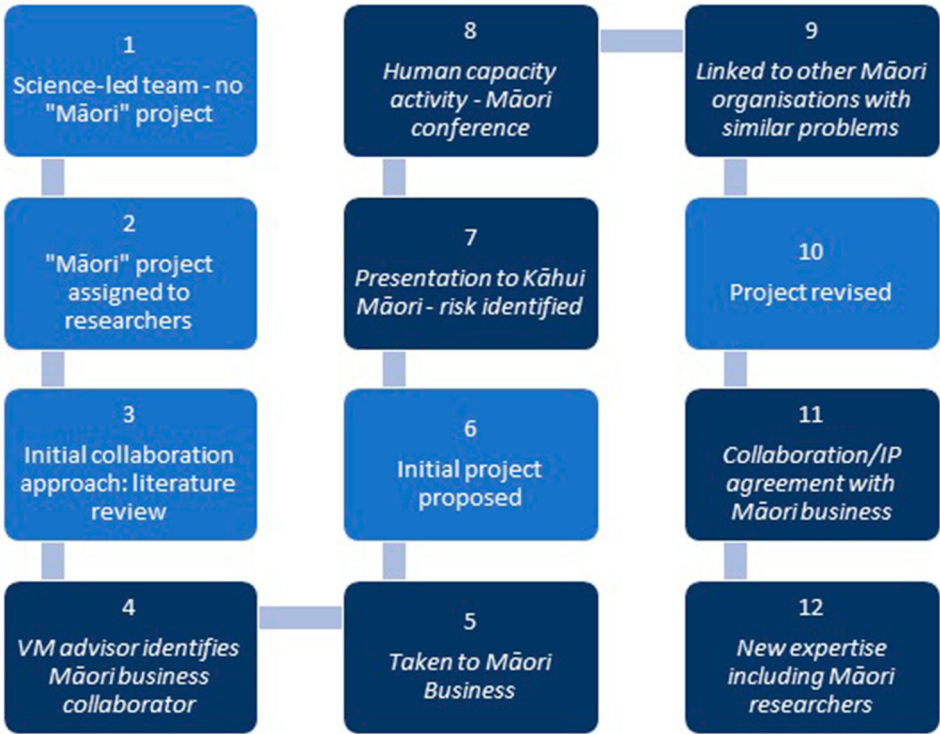 1
Science-led team - no
"Māori" project
2
"Māori" project
assigned to
researchers
3
Initial collaboration
approach: literature
review
4
VM advisor identifies
Māori business
collaborator
5
Taken to Māori
Business
6
Initial project
proposed
7
Presentation to Kāhui
Māori - risk identified
8
Human capacity
activity - Māori
conference
9
Linked to other Māori
organisations with
similar problems
10
Project revised
11
Collaboration/IP
agreement with
Māori business
12
New expertise
including Māori
researchers